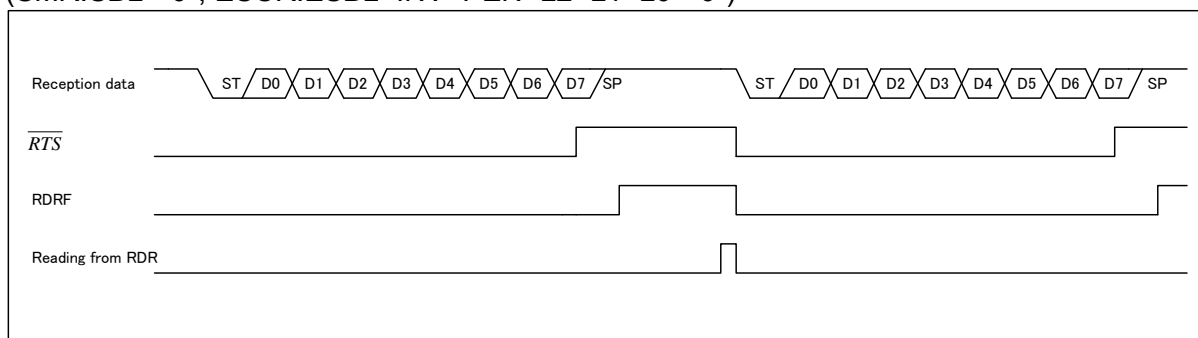 Reception data ST D0 D1 D2 D3 D4 D5 D6 D7 SP ST D0 D1 D2 D3 D4 D5 D6 D7 SP
RTS
RDRF
Reading from RDR